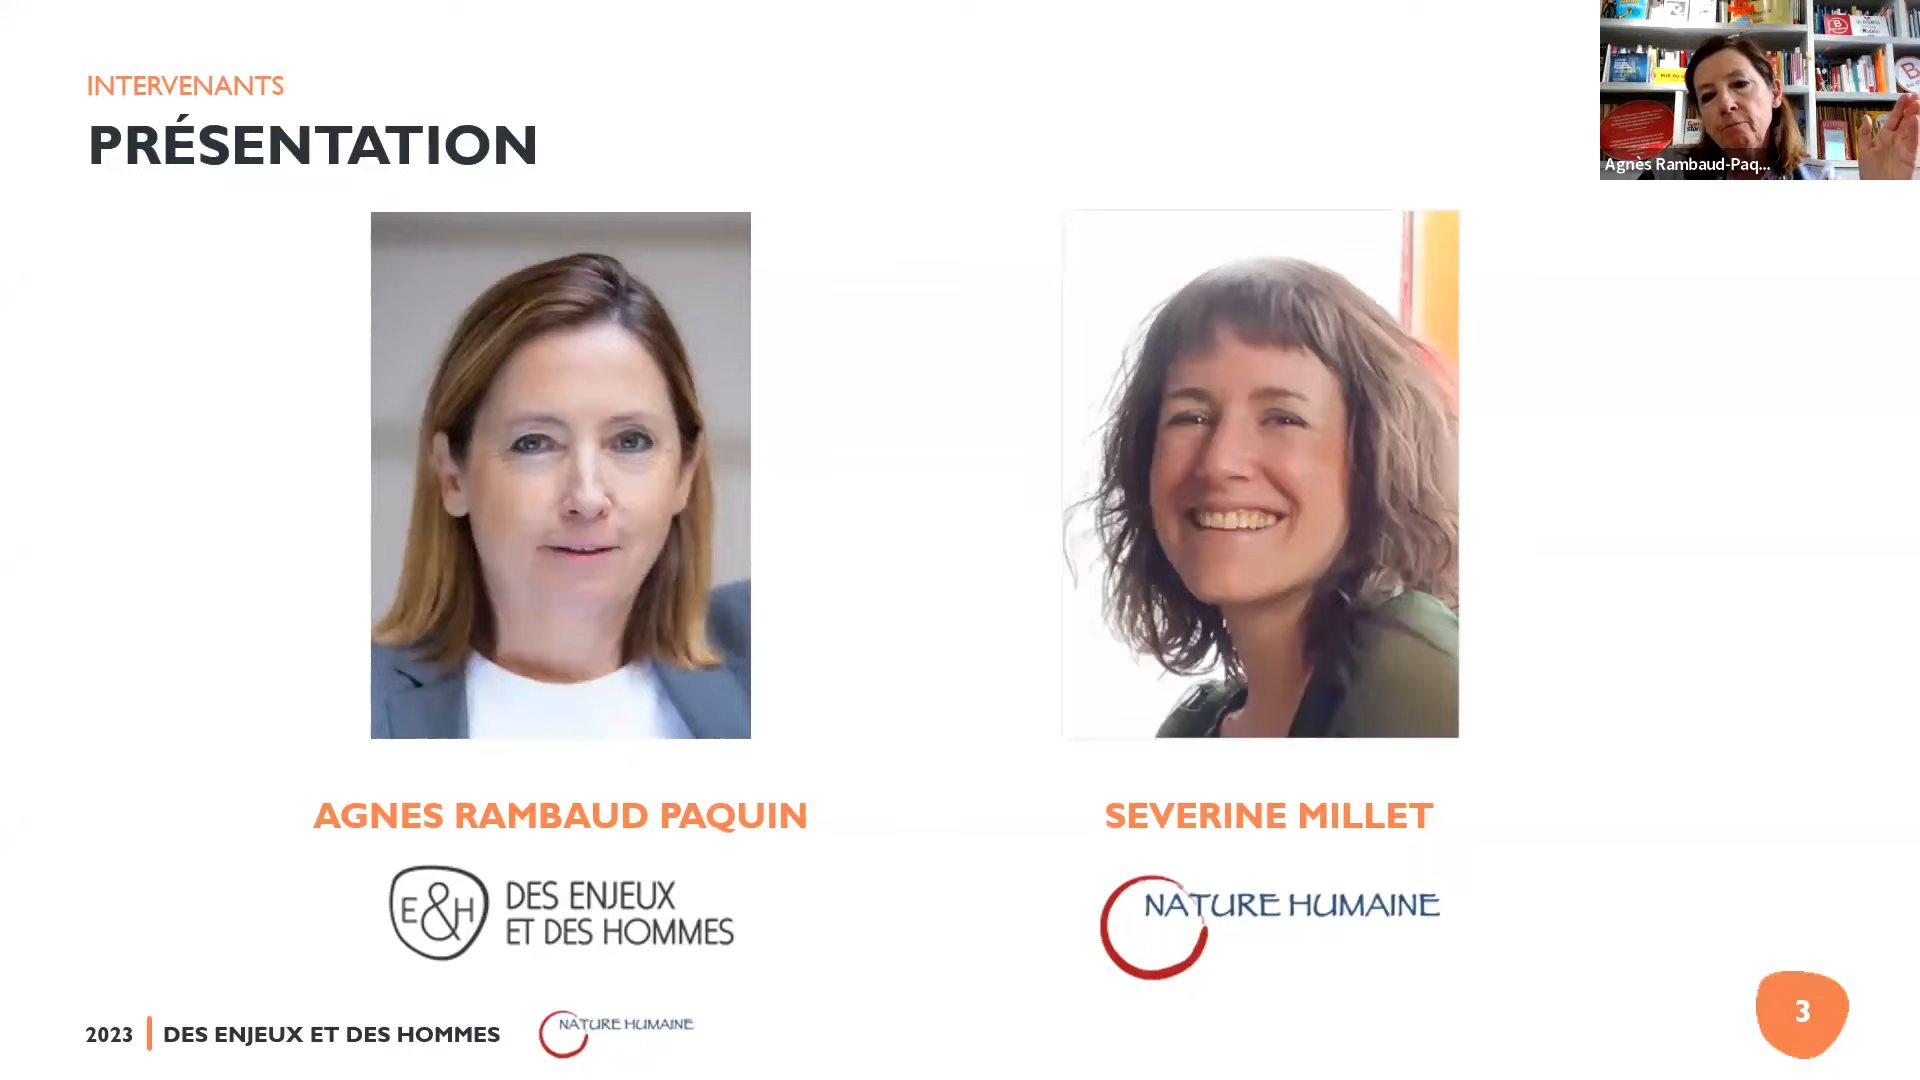 INTERVENANTS
PRÉSENTATION
Agnès Rambaud-Paq...
AGNES RAMBAUD PAQUIN
SEVERINE MILLET
E&H
DES ENJEUX
ET DES HOMMES
NATURE HUMAINE
2023
DES ENJEUX ET DES HOMMES
NATURE HUMAINE
3